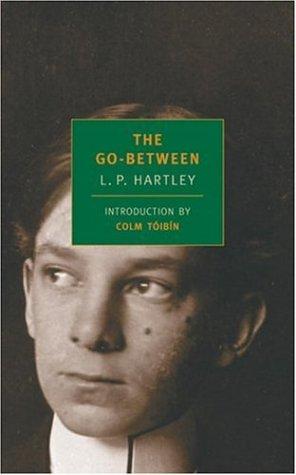 THE
GO-BETWEEN
L. P. HARTLEY
INTRODUCTION BY
COLM TÓIBÍN